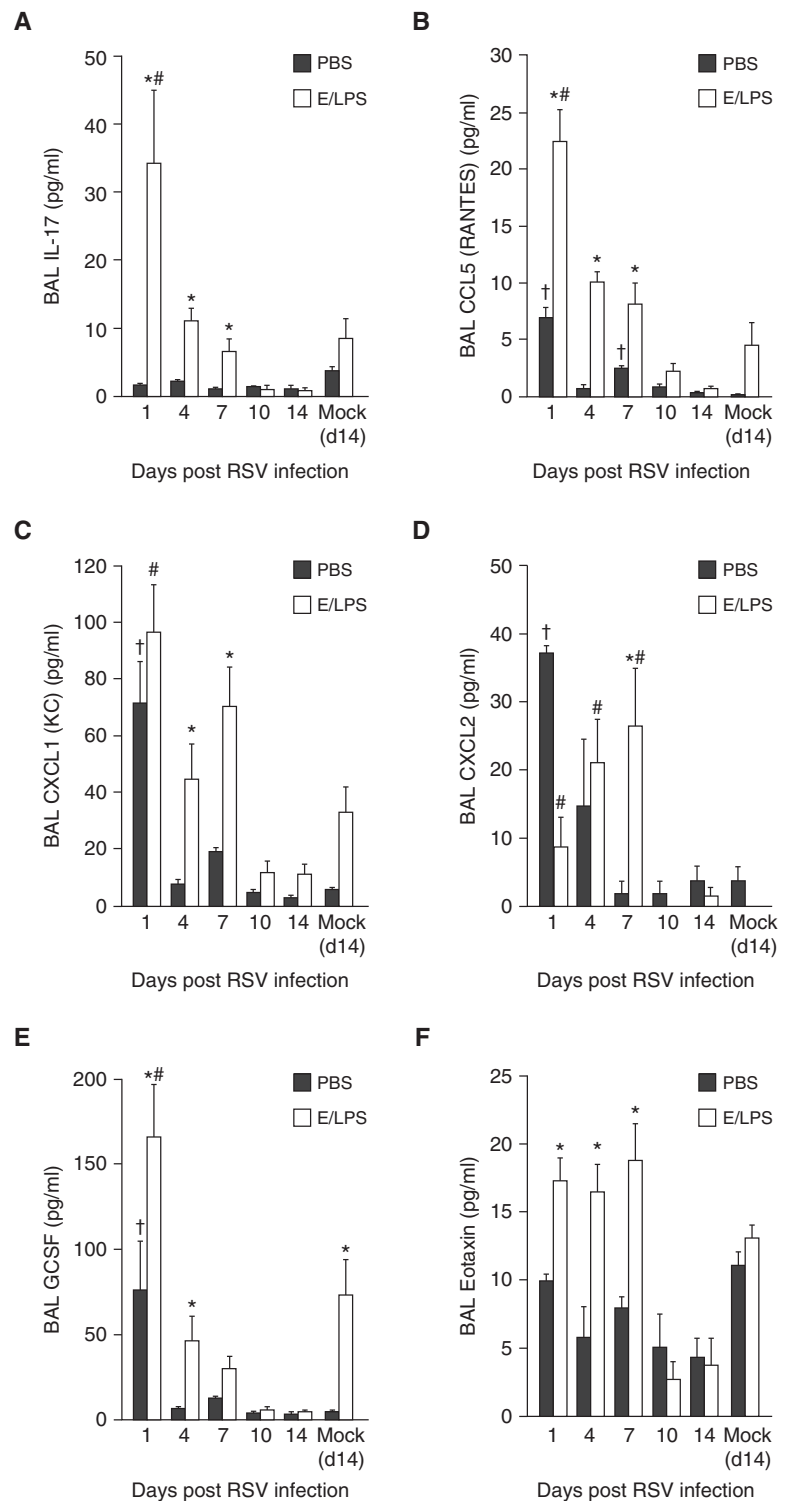 A
BAL IL-17 (pg/ml)
50
40
30
20
10
0
*#
*
*
PBS
E/LPS
1 4 7 10 14 Mock
(d14)
Days post RSV infection
B
BAL CCL5 (RANTES) (pg/ml)
30
25
20
15
10
5
0
†
*#
*
†
*
PBS
E/LPS
1 4 7 10 14 Mock
(d14)
Days post RSV infection
C
BAL CXCL1 (KC) (pg/ml)
120
100
80
60
40
20
0
†
#
*
*
PBS
E/LPS
1 4 7 10 14 Mock
(d14)
Days post RSV infection
D
BAL CXCL2 (pg/ml)
50
40
30
20
10
0
†
#
#
*#
PBS
E/LPS
1 4 7 10 14 Mock
(d14)
Days post RSV infection
E
BAL GCSF (pg/ml)
200
150
100
50
0
†
*#
*
*
PBS
E/LPS
1 4 7 10 14 Mock
(d14)
Days post RSV infection
F
BAL Eotaxin (pg/ml)
25
20
15
10
5
0
*
*
*
PBS
E/LPS
1 4 7 10 14 Mock
(d14)
Days post RSV infection